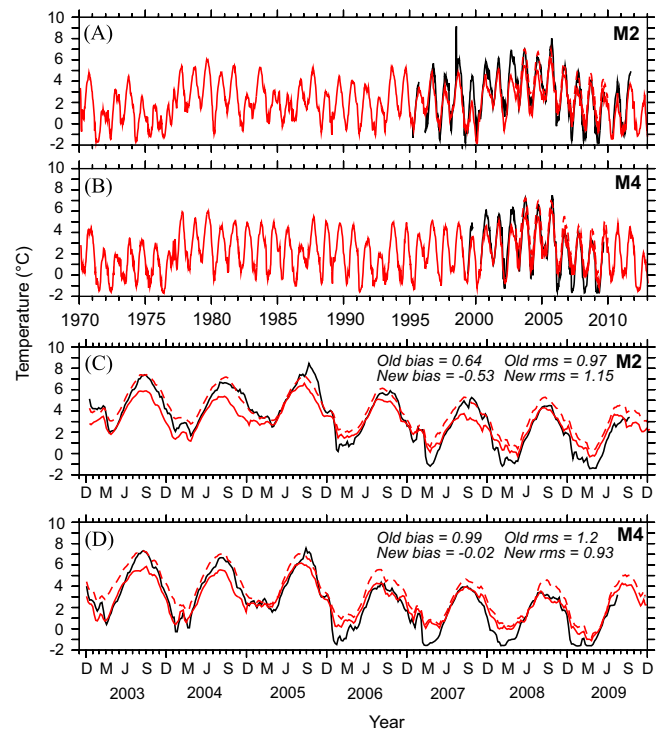 10
8
6
4
2
0
-2
(A)
M2
10
8
6
4
2
0
-2
(B)
M4
1970 1975 1980 1985 1990 1995 2000 2005 2010
Temperature (°C)
10
8
6
4
2
0
-2
(C)
Old bias = 0.64 Old rms = 0.97
New bias = -0.53 New rms = 1.15
M2
D M J S D M J S D M J S D M J S D M J S D M J S D M J S D
10
8
6
4
2
0
-2
(D)
Old bias = 0.99 Old rms = 1.2
New bias = -0.02 New rms = 0.93
M4
D M J S D M J S D M J S D M J S D M J S D M J S D M J S D
2003 2004 2005 2006 2007 2008 2009
Year